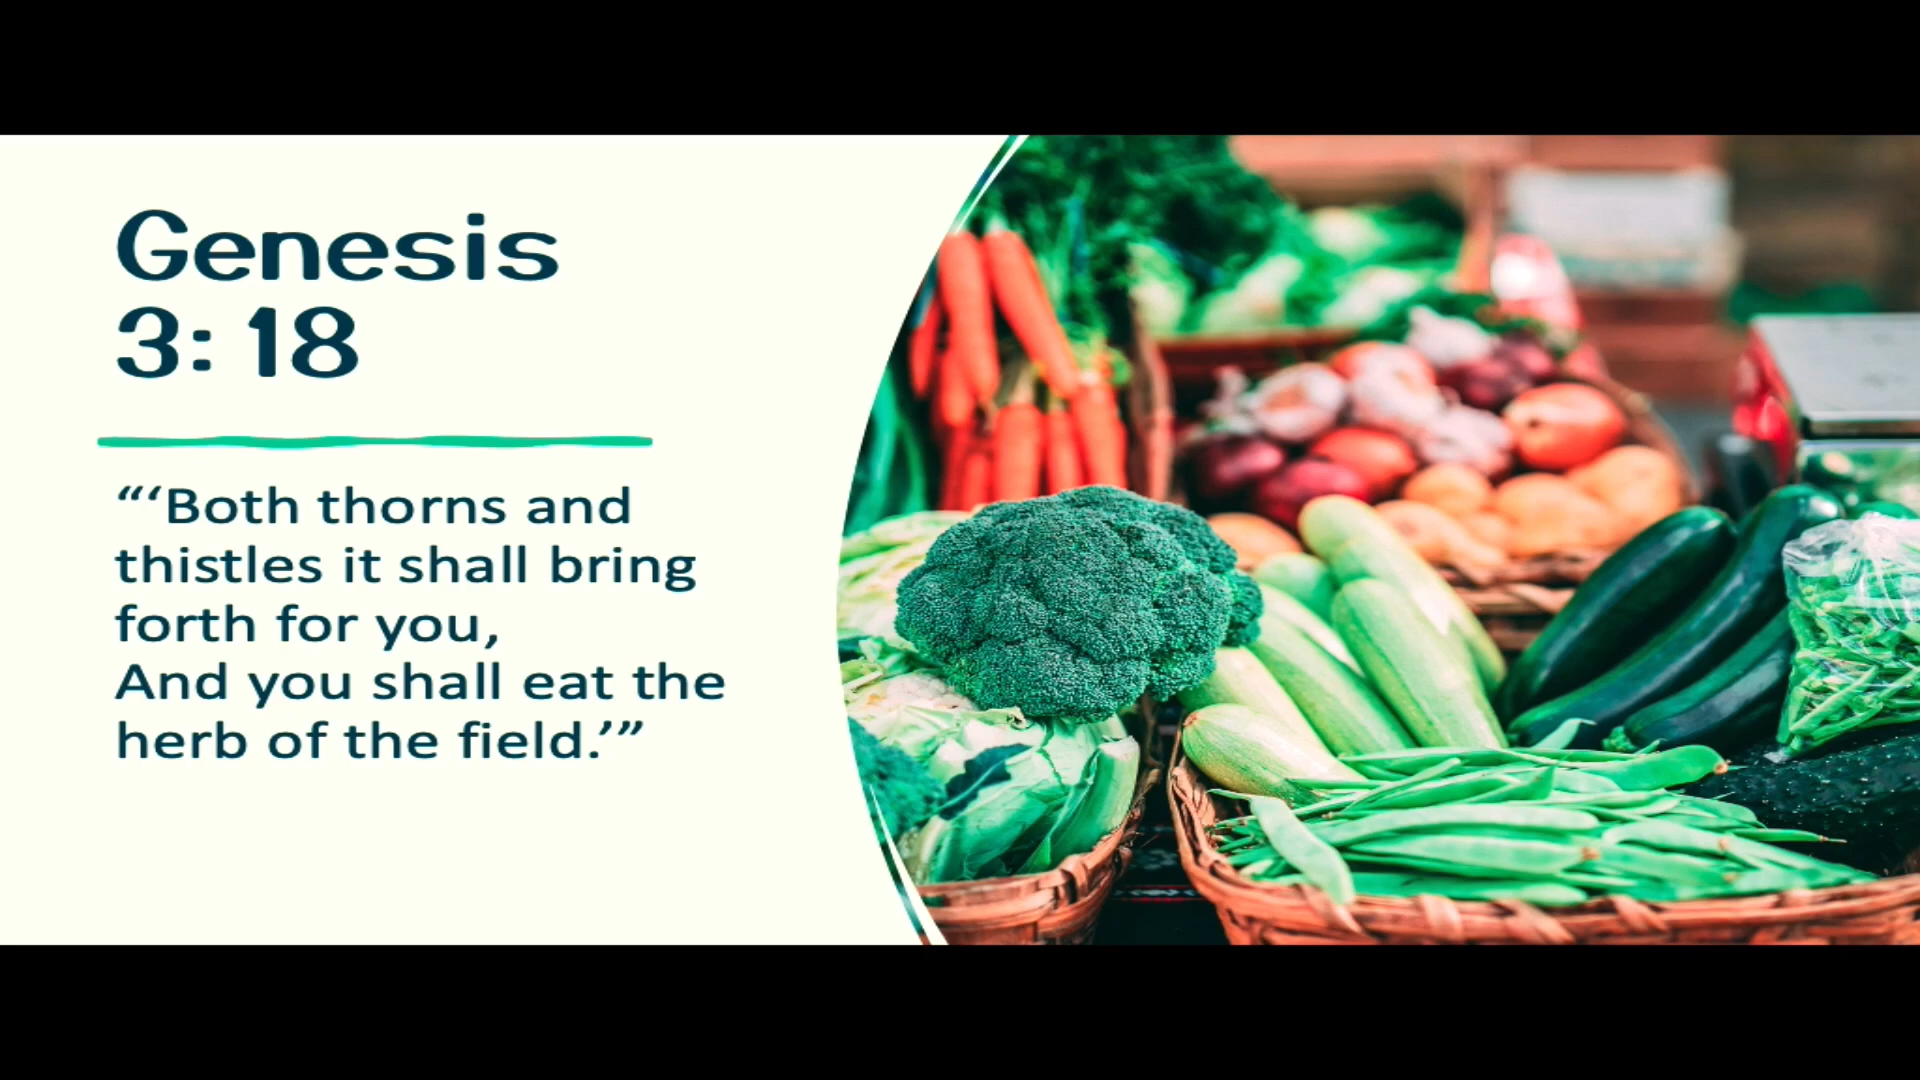 Genesis
3: 18
“‘Both thorns and
thistles it shall bring
forth for you,
And you shall eat the
herb of the field.’”